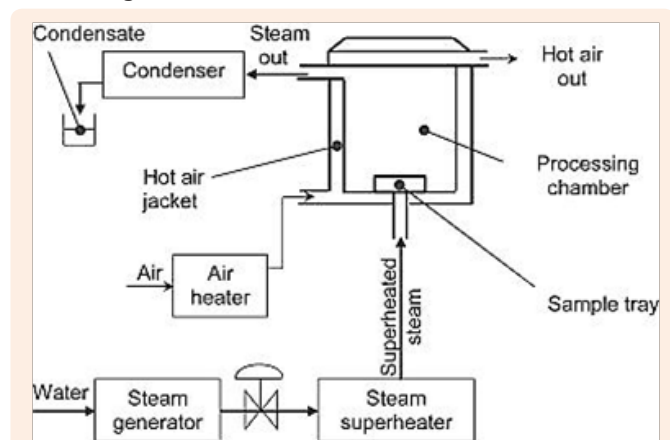 Condensate
Steam
out
Condenser
Hot air
out
Hot air
jacket
Processing
chamber
Air
Air
heater
Superheated
steam
Sample tray
Water
Steam
generator
Steam
superheater